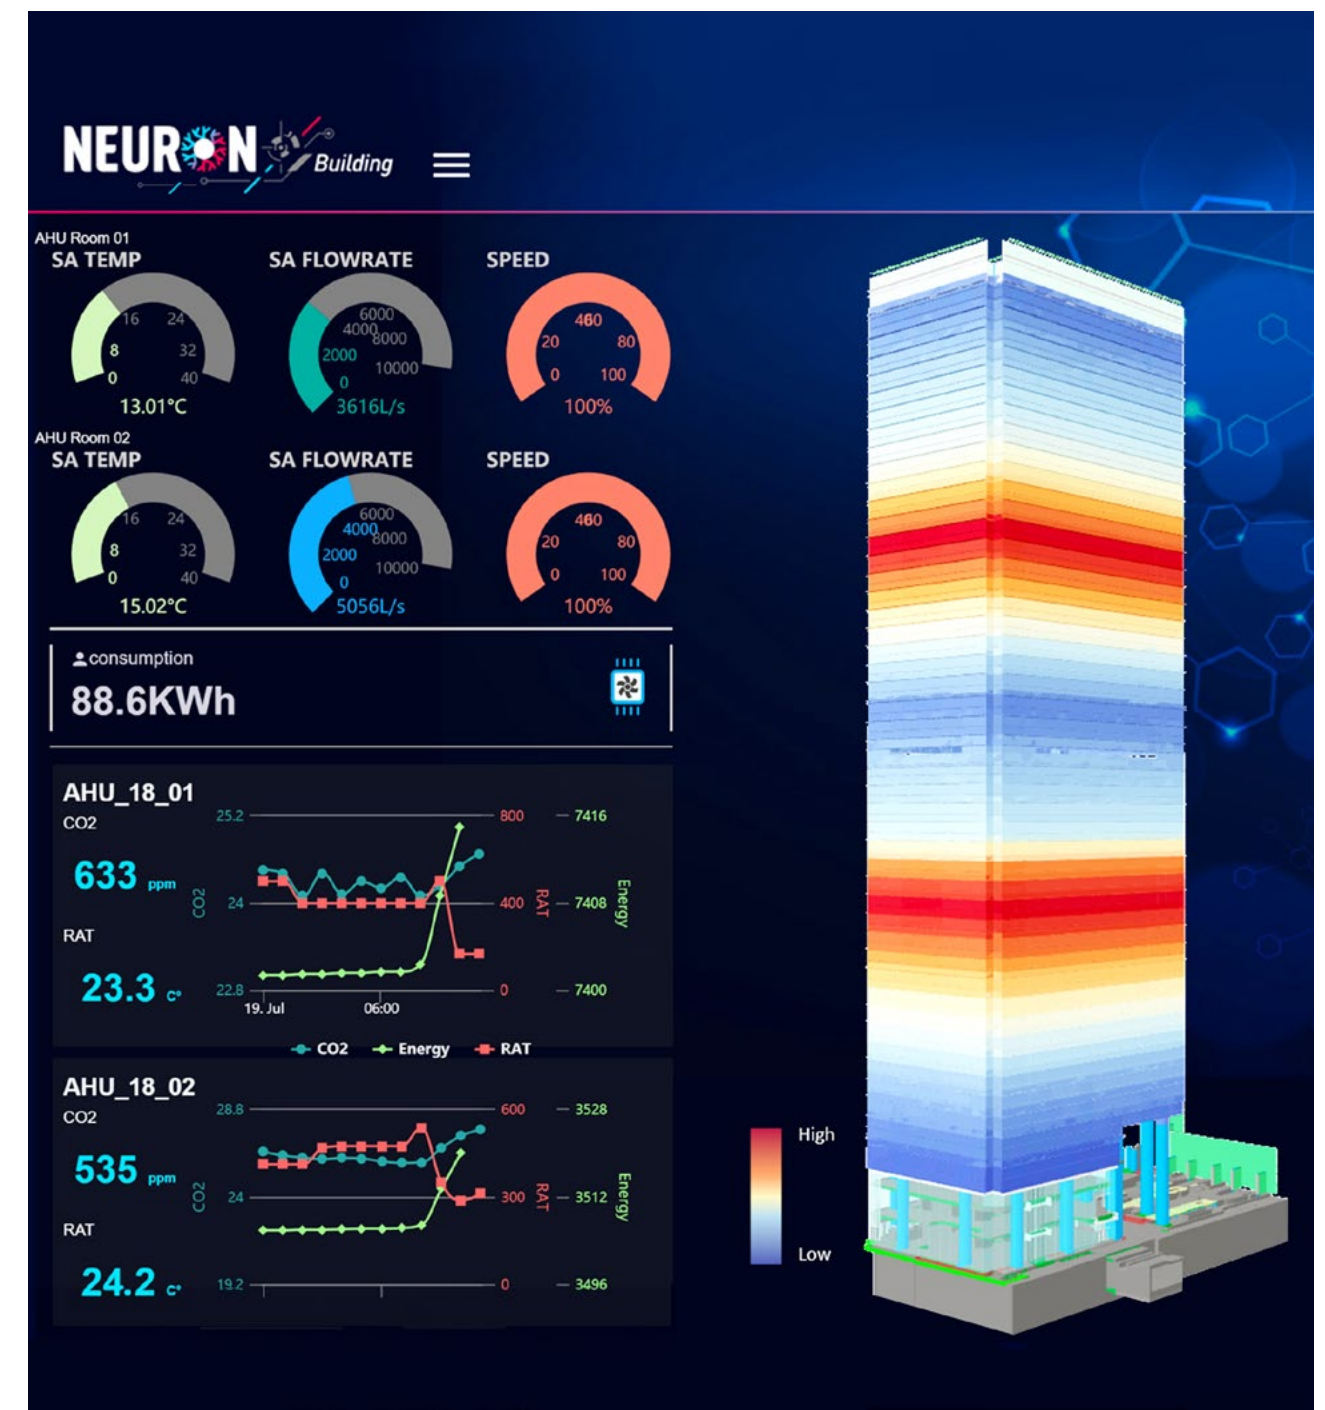 NEURON Building
AHU Room 01
SA TEMP
SA FLOWRATE
SPEED
0 8 16 24 32 40
13.01°C
0 2000 4000 6000 8000 10000
3616L/s
0 20 460 80 100
100%
AHU Room 02
SA TEMP
SA FLOWRATE
SPEED
0 8 16 24 32 40
15.02°C
0 2000 4000 6000 8000 10000
5056L/s
0 20 460 80 100
100%
consumption
88.6KWh
AHU_18_01
CO2
633 ppm
RAT
23.3 C°
CO2
25.2
24
22.8
800
400
0
RAT
7416
7408
7400
Energy
19. Jul
06:00
CO2 Energy RAT
AHU_18_02
CO2
535 ppm
RAT
24.2 C°
CO2
28.8
24
19.2
600
300
0
RAT
3528
3512
3496
Energy
High
Low